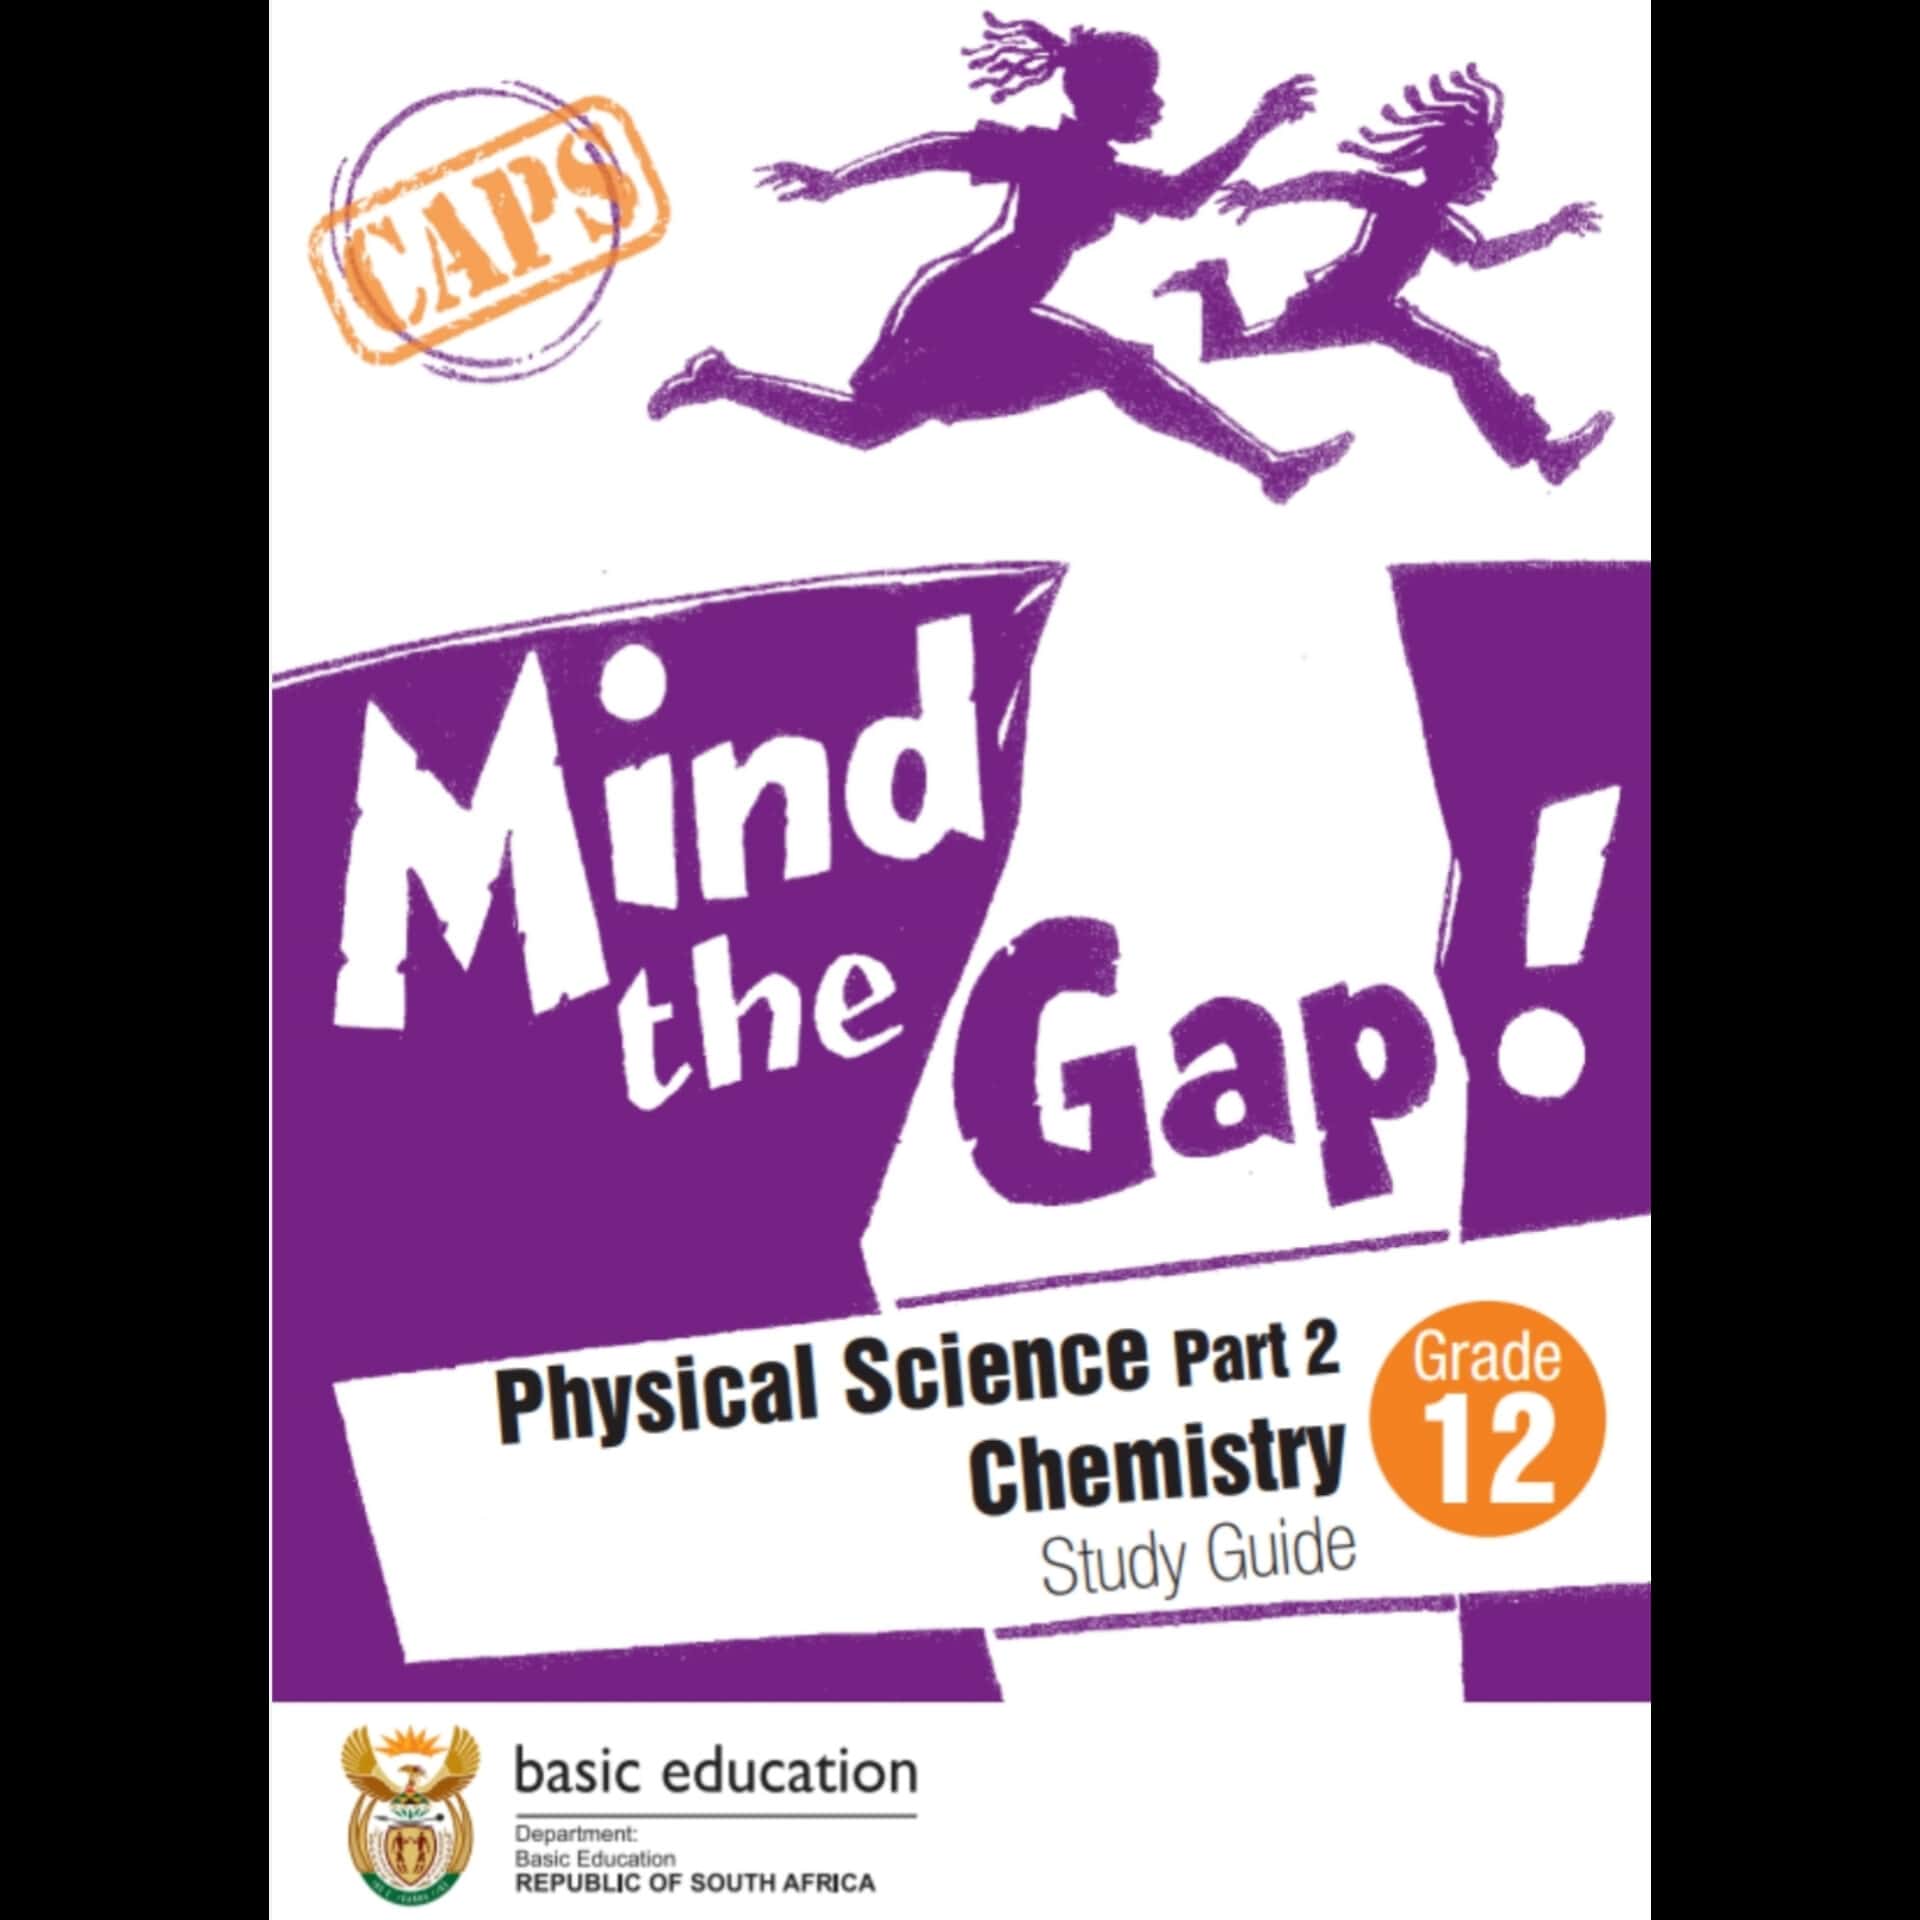 CAPS
Mind
the Gap!
Physical Science Part 2
Chemistry
Study Guide
Grade
12
basic education
Department:
Basic Education
REPUBLIC OF SOUTH AFRICA